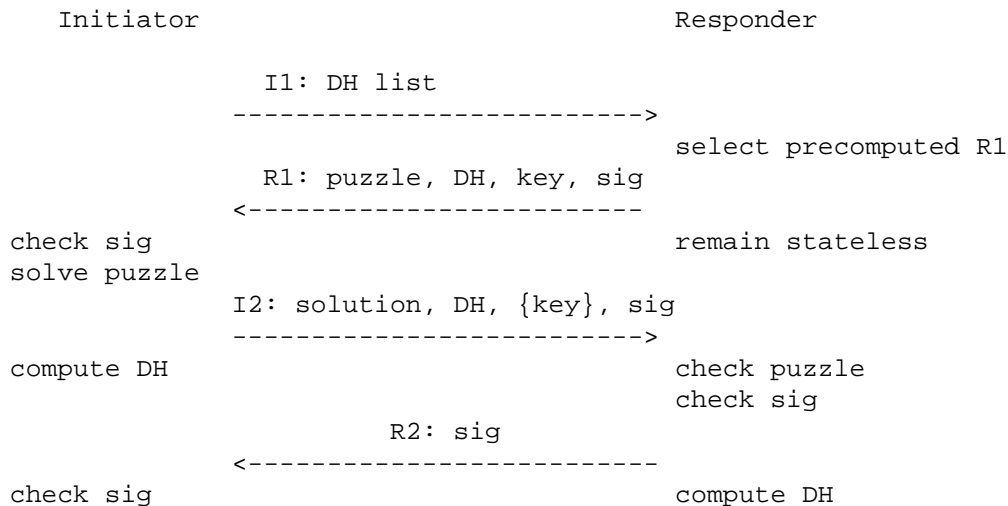 Initiator Responder
I1: DH list
-------------------------->
select precomputed R1
R1: puzzle, DH, key, sig
<-------------------------
check sig remain stateless
solve puzzle
I2: solution, DH, {key}, sig
-------------------------->
compute DH check puzzle
check sig
R2: sig
<--------------------------
check sig compute DH